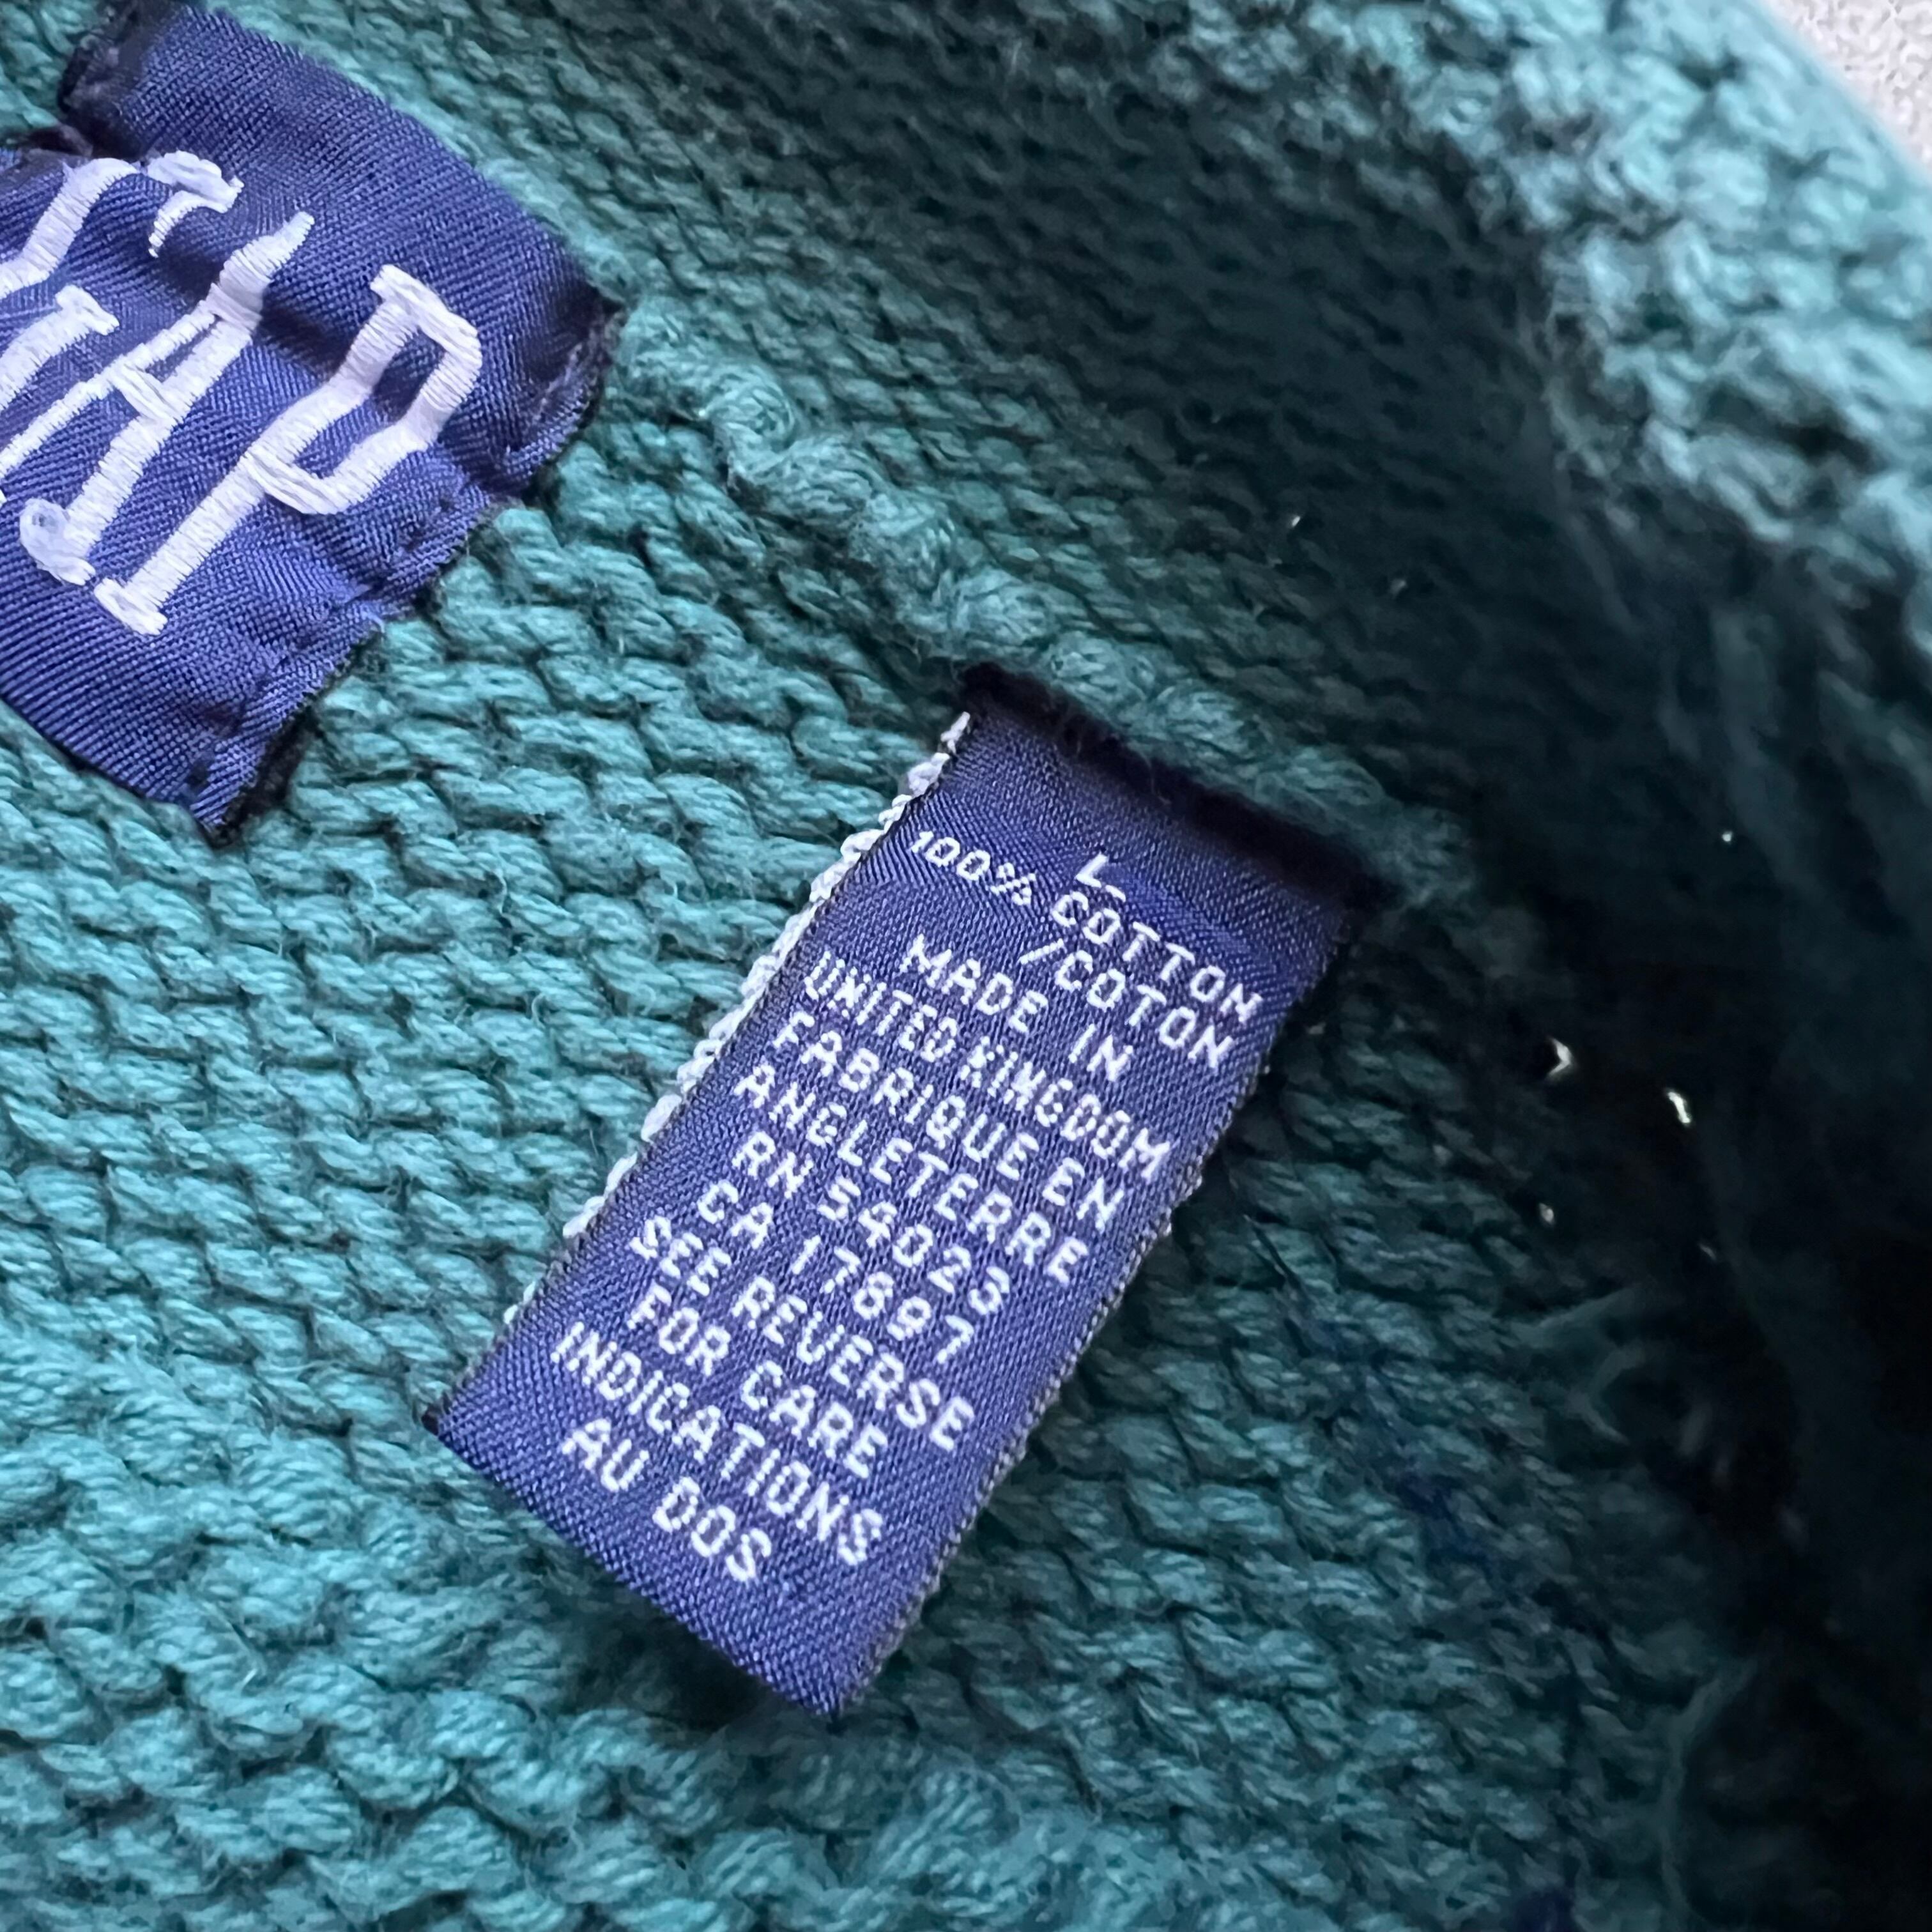 GAP
L
100% COTTON
/COTON
MADE IN
UNITED KINGDOM
FABRIQUE EN
ANGLETERRE
RN 54023
CA 17897
SEE REVERSE
FOR CARE
INDICATIONS
AU DOS